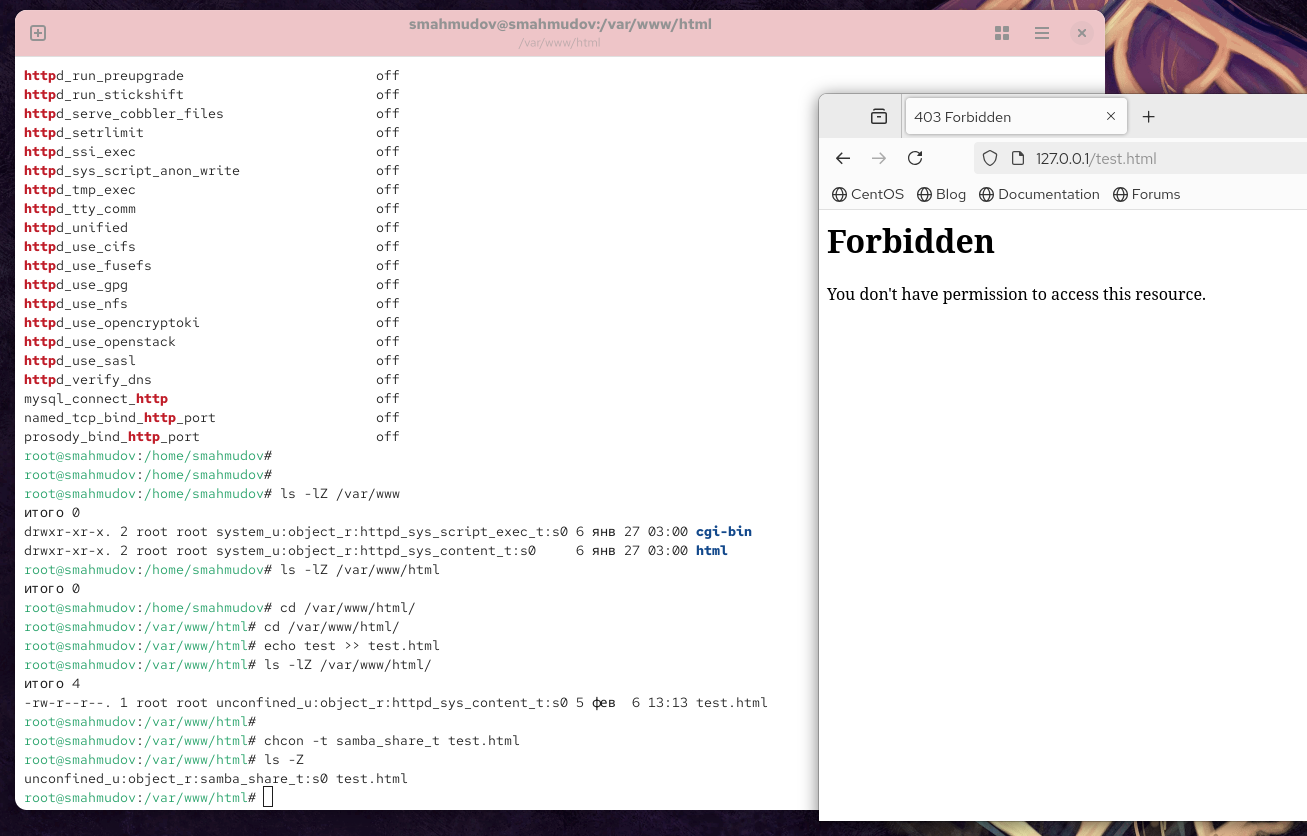 smahmudov@smahmudov:/var/www/html
/var/www/html
httpd_run_preupgrade off
httpd_run_stickshift off
httpd_serve_cobbler_files off
httpd_setrlimit off
httpd_ssi_exec off
httpd_sys_script_anon_write off
httpd_tmp_exec off
httpd_tty_comm off
httpd_unified off
httpd_use_cifs off
httpd_use_fusefs off
httpd_use_gpg off
httpd_use_nfs off
httpd_use_opencryptoki off
httpd_use_openstack off
httpd_use_sasl off
httpd_verify_dns off
mysql_connect_http off
named_tcp_bind_http_port off
prosody_bind_http_port off
root@smahmudov:/home/smahmudov#
root@smahmudov:/home/smahmudov#
root@smahmudov:/home/smahmudov# ls -lZ /var/www
итого 0
drwxr-xr-x. 2 root root system_u:object_r:httpd_sys_script_exec_t:s0 6 янв 27 03:00 cgi-bin
drwxr-xr-x. 2 root root system_u:object_r:httpd_sys_content_t:s0 6 янв 27 03:00 html
root@smahmudov:/home/smahmudov# ls -lZ /var/www/html
итого 0
root@smahmudov:/home/smahmudov# cd /var/www/html/
root@smahmudov:/var/www/html# cd /var/www/html/
root@smahmudov:/var/www/html# echo test >> test.html
root@smahmudov:/var/www/html# ls -lZ /var/www/html/
итого 4
-rw-r--r--. 1 root root unconfined_u:object_r:httpd_sys_content_t:s0 5 фев 6 13:13 test.html
root@smahmudov:/var/www/html#
root@smahmudov:/var/www/html# chcon -t samba_share_t test.html
root@smahmudov:/var/www/html# ls -Z
unconfined_u:object_r:samba_share_t:s0 test.html
root@smahmudov:/var/www/html#
403 Forbidden
127.0.0.1/test.html
CentOS Blog Documentation Forums
Forbidden
You don't have permission to access this resource.